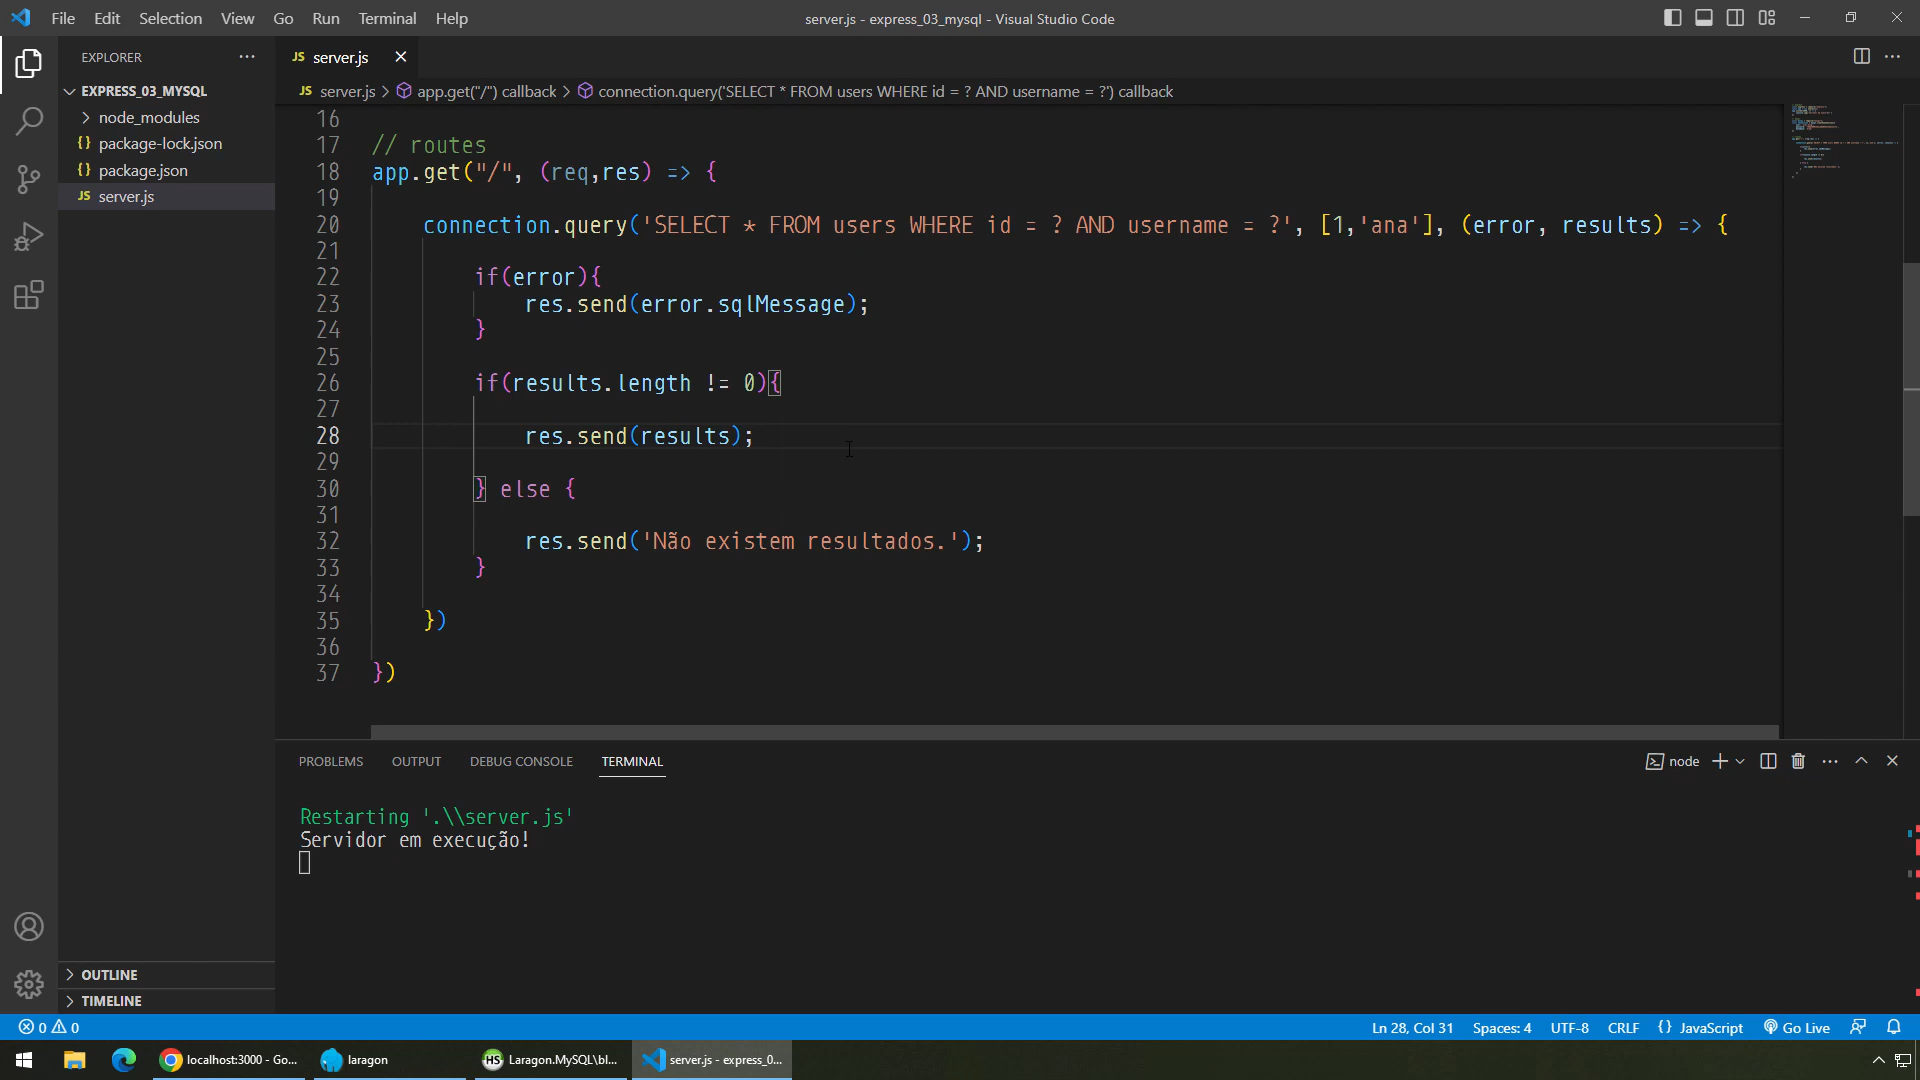 File Edit Selection View Go Run Terminal Help
server.js - express_03_mysql - Visual Studio Code
EXPLORER
EXPRESS_03_MYSQL
node_modules
{} package-lock.json
{} package.json
JS server.js
JS server.js
JS server.js > app.get("/") callback > connection.query('SELECT * FROM users WHERE id = ? AND username = ?') callback
16
17 // routes
18 app.get("/", (req,res) => {
19
20 connection.query('SELECT * FROM users WHERE id = ? AND username = ?', [1,'ana'], (error, results) => {
21
22 if(error){
23 res.send(error.sqlMessage);
24 }
25
26 if(results.length != 0){
27
28 res.send(results);
29
30 } else {
31
32 res.send('Não existem resultados.');
33 }
34
35 })
36
37 })
PROBLEMS OUTPUT DEBUG CONSOLE TERMINAL
node
Restarting '.\\server.js'
Servidor em execução!
OUTLINE
TIMELINE
0 0
Ln 28, Col 31 Spaces: 4 UTF-8 CRLF {} JavaScript Go Live
localhost:3000 - Go...
laragon
HS Laragon.MySQL\bl...
server.js - express_0...